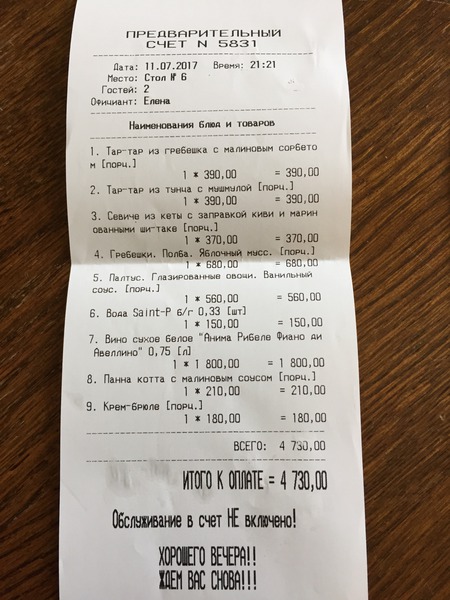 ПРЕДВАРИТЕЛЬНЫЙ
СЧЕТ N 5831
Дата: 11.07.2017 Время: 21:21
Место: Стол № 6
Гостей: 2
Официант: Елена
Наименования блюд и товаров
1. Тар-тар из гребешка с малиновым сорбето
м [порц.]
1 * 390,00 = 390,00
2. Тар-тар из тунца с мушмулой [порц.]
1 * 390,00 = 390,00
3. Севиче из кеты с заправкой киви и марин
ованными ши-таке [порц.]
1 * 370,00 = 370,00
4. Гребешки. Полба. Яблочный мусс. [порц.]
1 * 680,00 = 680,00
5. Палтус. Глазированные овощи. Ванильный
соус. [порц.]
1 * 560,00 = 560,00
6. Вода Saint-P б/г 0,33 [шт]
1 * 150,00 = 150,00
7. Вино сухое белое "Анима Рибеле Фиано ди
Авеллино" 0,75 [л]
1 * 1 800,00 = 1 800,00
8. Панна котта с малиновым соусом [порц.]
1 * 210,00 = 210,00
9. Крем-брюле [порц.]
1 * 180,00 = 180,00
ВСЕГО: 4 730,00
ИТОГО К ОПЛАТЕ = 4 730,00
Обслуживание в счет НЕ включено!
ХОРОШЕГО ВЕЧЕРА!!
ЖДЕМ ВАС СНОВА!!!